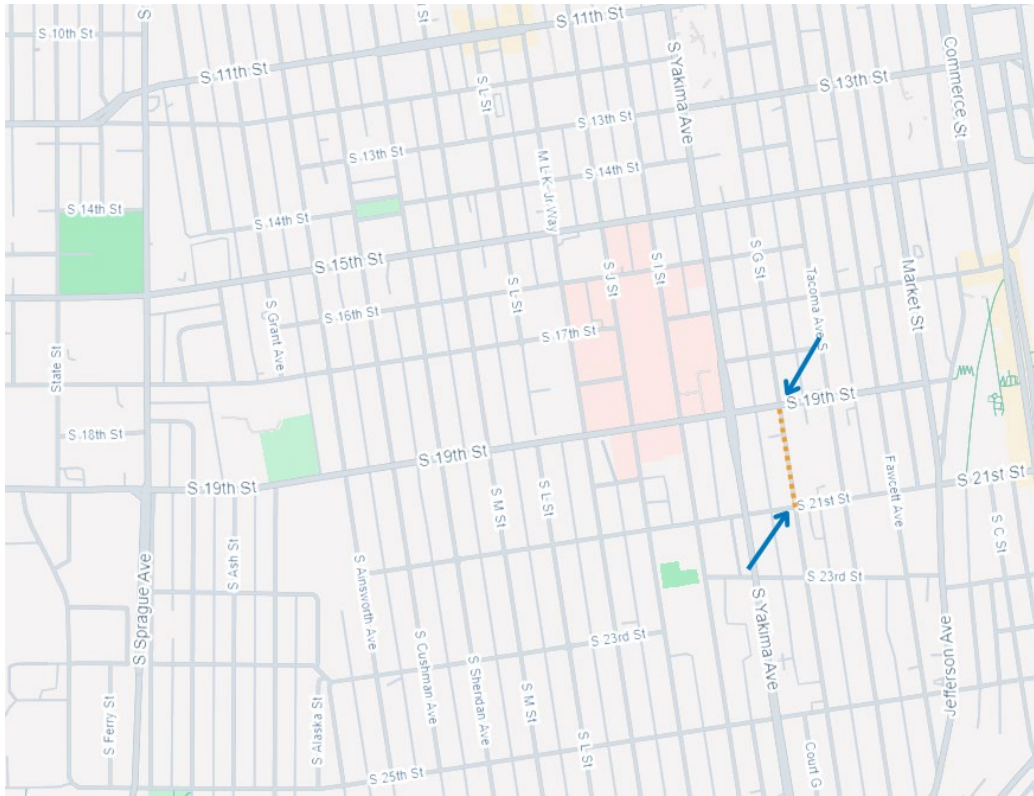 S 10th St
S 11th St
S 11th St
S L St
S Yakima Ave
Commerce St
S 13th St
S 13th St
S 13th St
M L K Jr Way
S 14th St
S 14th St
S 14th St
S 15th St
S G St
S I St
S J St
Tacoma Ave S
Market St
S L St
S Grant Ave
S 16th St
S 17th St
State St
S 18th St
S 19th St
S 19th St
S 19th St
S 21st St
S 21st St
Fawcett Ave
S M St
S L St
S C St
S Ash St
S Ainsworth Ave
S 23rd St
S Sprague Ave
S Yakima Ave
S 23rd St
S Cushman Ave
S Sheridan Ave
Jefferson Ave
S M St
S Ferry St
S Alaska St
S L St
Court G
S 25th St